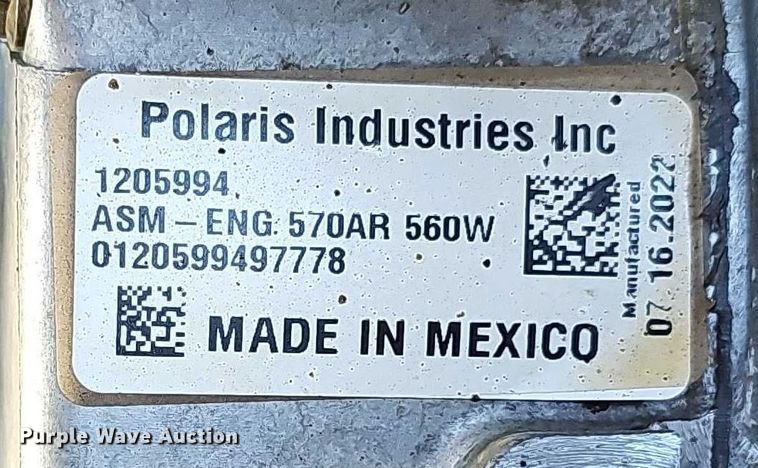 Polaris Industries Inc
1205994
ASM - ENG: 570AR 560W
0120599497778
MADE IN MEXICO
Manufactured
07.16.2022
Purple Wave Auction